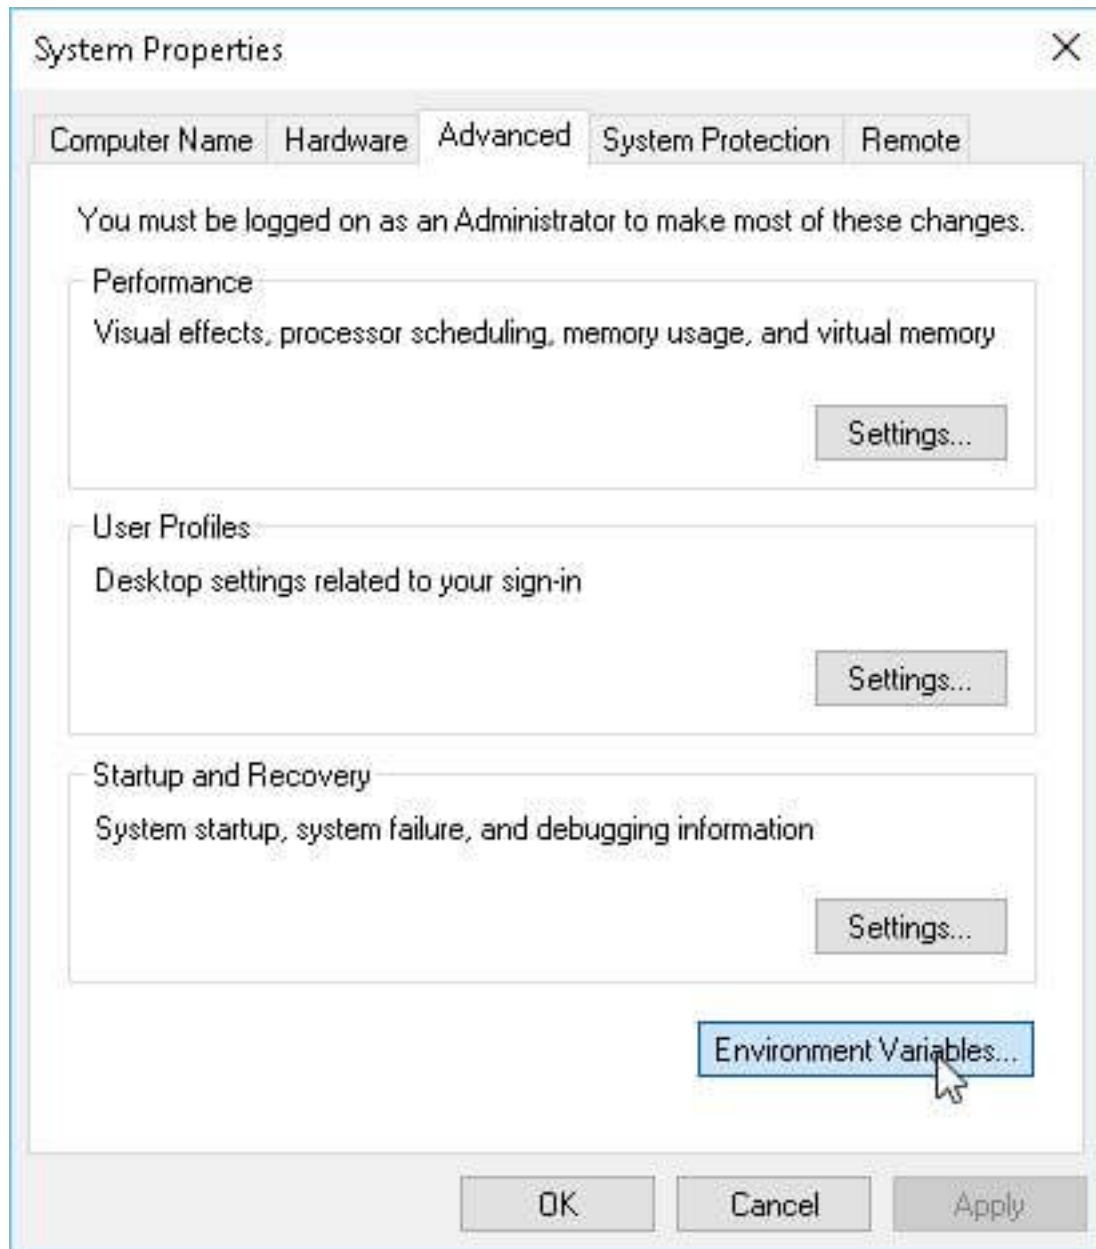 System Properties
Computer Name Hardware Advanced System Protection Remote
You must be logged on as an Administrator to make most of these changes.
Performance
Visual effects, processor scheduling, memory usage, and virtual memory
Settings...
User Profiles
Desktop settings related to your sign-in
Settings...
Startup and Recovery
System startup, system failure, and debugging information
Settings...
Environment Variables...
OK Cancel Apply